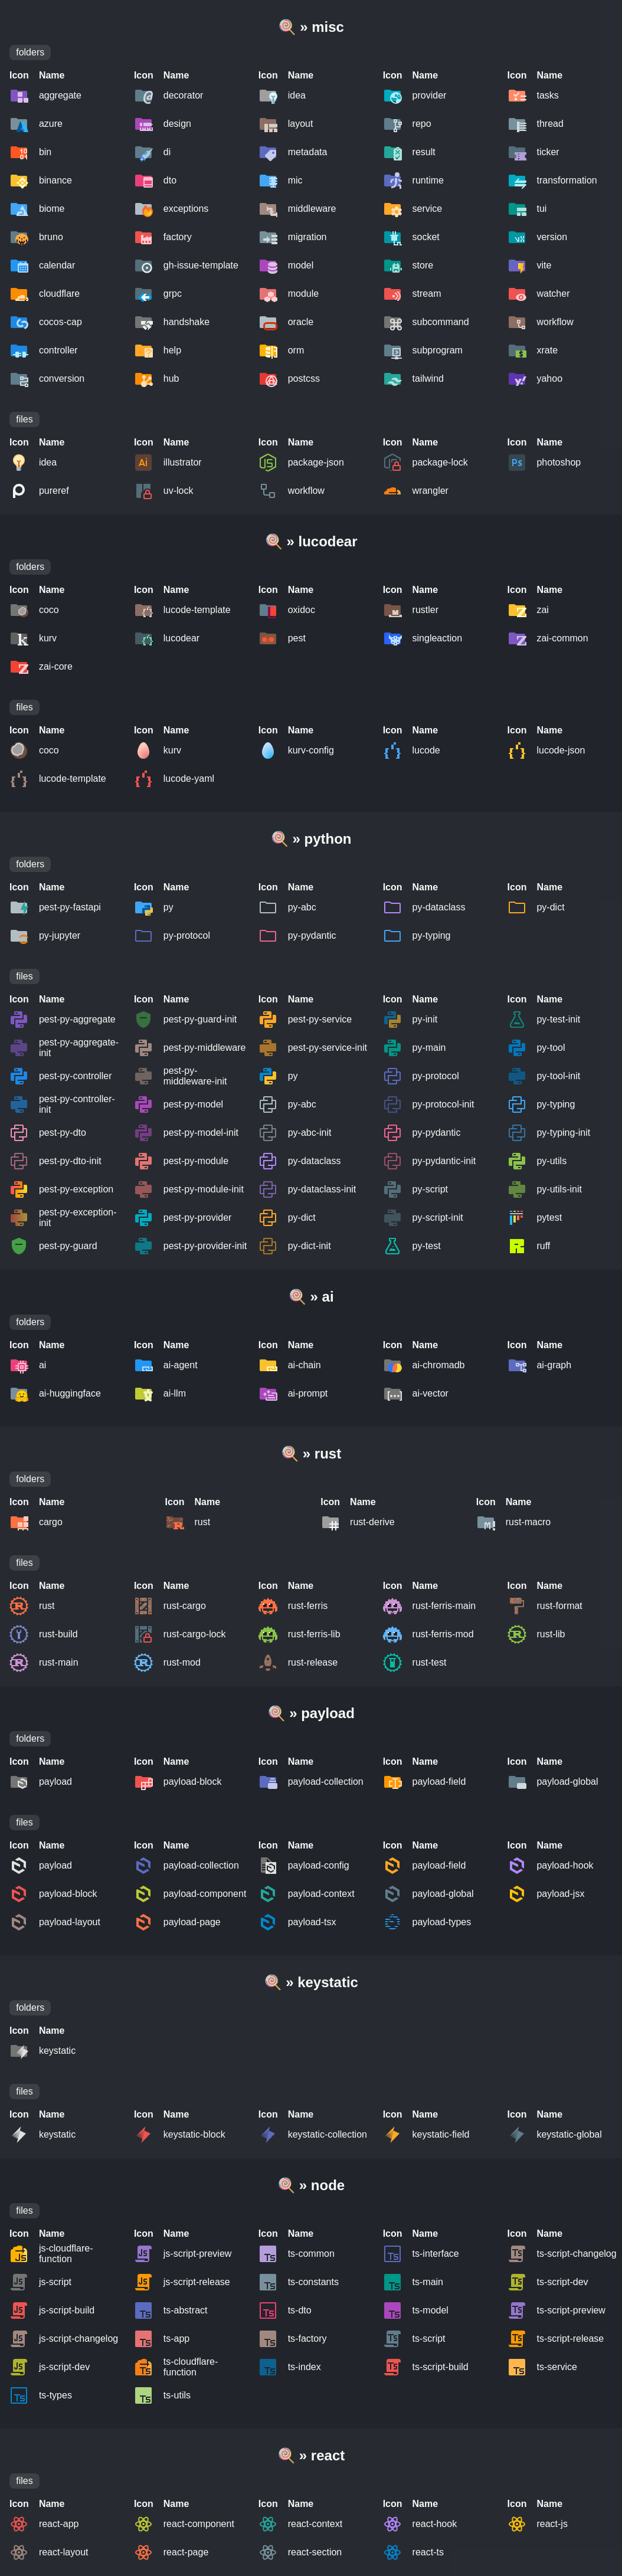 » misc
folders
Icon Name Icon Name Icon Name Icon Name Icon Name
aggregate decorator idea provider tasks
azure design layout repo thread
bin di metadata result ticker
binance dto mic runtime transformation
biome exceptions middleware service tui
bruno factory migration socket version
calendar gh-issue-template model store vite
cloudflare grpc module stream watcher
cocos-cap handshake oracle subcommand workflow
controller help orm subprogram xrate
conversion hub postcss tailwind yahoo
files
Icon Name Icon Name Icon Name Icon Name Icon Name
idea illustrator package-json package-lock photoshop
pureref uv-lock workflow wrangler
» lucodear
folders
Icon Name Icon Name Icon Name Icon Name Icon Name
coco lucode-template oxidoc rustler zai
kurv lucodear pest singleaction zai-common
zai-core
files
Icon Name Icon Name Icon Name Icon Name Icon Name
coco kurv kurv-config lucode lucode-json
lucode-template lucode-yaml
» python
folders
Icon Name Icon Name Icon Name Icon Name Icon Name
pest-py-fastapi py py-abc py-dataclass py-dict
py-jupyter py-protocol py-pydantic py-typing
files
Icon Name Icon Name Icon Name Icon Name Icon Name
pest-py-aggregate pest-py-guard-init pest-py-service py-init py-test-init
pest-py-aggregate-
init pest-py-middleware pest-py-service-init py-main py-tool
pest-py-controller pest-py-
middleware-init py py-protocol py-tool-init
pest-py-controller-
init pest-py-model py-abc py-protocol-init py-typing
pest-py-dto pest-py-model-init py-abc-init py-pydantic py-typing-init
pest-py-dto-init pest-py-module py-dataclass py-pydantic-init py-utils
pest-py-exception pest-py-module-init py-dataclass-init py-script py-utils-init
pest-py-exception-
init pest-py-provider py-dict py-script-init pytest
pest-py-guard pest-py-provider-init py-dict-init py-test ruff
» ai
folders
Icon Name Icon Name Icon Name Icon Name Icon Name
ai ai-agent ai-chain ai-chromadb ai-graph
ai-huggingface ai-llm ai-prompt ai-vector
» rust
folders
Icon Name Icon Name Icon Name Icon Name
cargo rust rust-derive rust-macro
files
Icon Name Icon Name Icon Name Icon Name Icon Name
rust rust-cargo rust-ferris rust-ferris-main rust-format
rust-build rust-cargo-lock rust-ferris-lib rust-ferris-mod rust-lib
rust-main rust-mod rust-release rust-test
» payload
folders
Icon Name Icon Name Icon Name Icon Name Icon Name
payload payload-block payload-collection payload-field payload-global
files
Icon Name Icon Name Icon Name Icon Name Icon Name
payload payload-collection payload-config payload-field payload-hook
payload-block payload-component payload-context payload-global payload-jsx
payload-layout payload-page payload-tsx payload-types
» keystatic
folders
Icon Name
keystatic
files
Icon Name Icon Name Icon Name Icon Name Icon Name
keystatic keystatic-block keystatic-collection keystatic-field keystatic-global
» node
files
Icon Name Icon Name Icon Name Icon Name Icon Name
js-cloudflare-
function js-script-preview ts-common ts-interface ts-script-changelog
js-script js-script-release ts-constants ts-main ts-script-dev
js-script-build ts-abstract ts-dto ts-model ts-script-preview
js-script-changelog ts-app ts-factory ts-script ts-script-release
js-script-dev ts-cloudflare-
function ts-index ts-script-build ts-service
ts-types ts-utils
» react
files
Icon Name Icon Name Icon Name Icon Name Icon Name
react-app react-component react-context react-hook react-js
react-layout react-page react-section react-ts